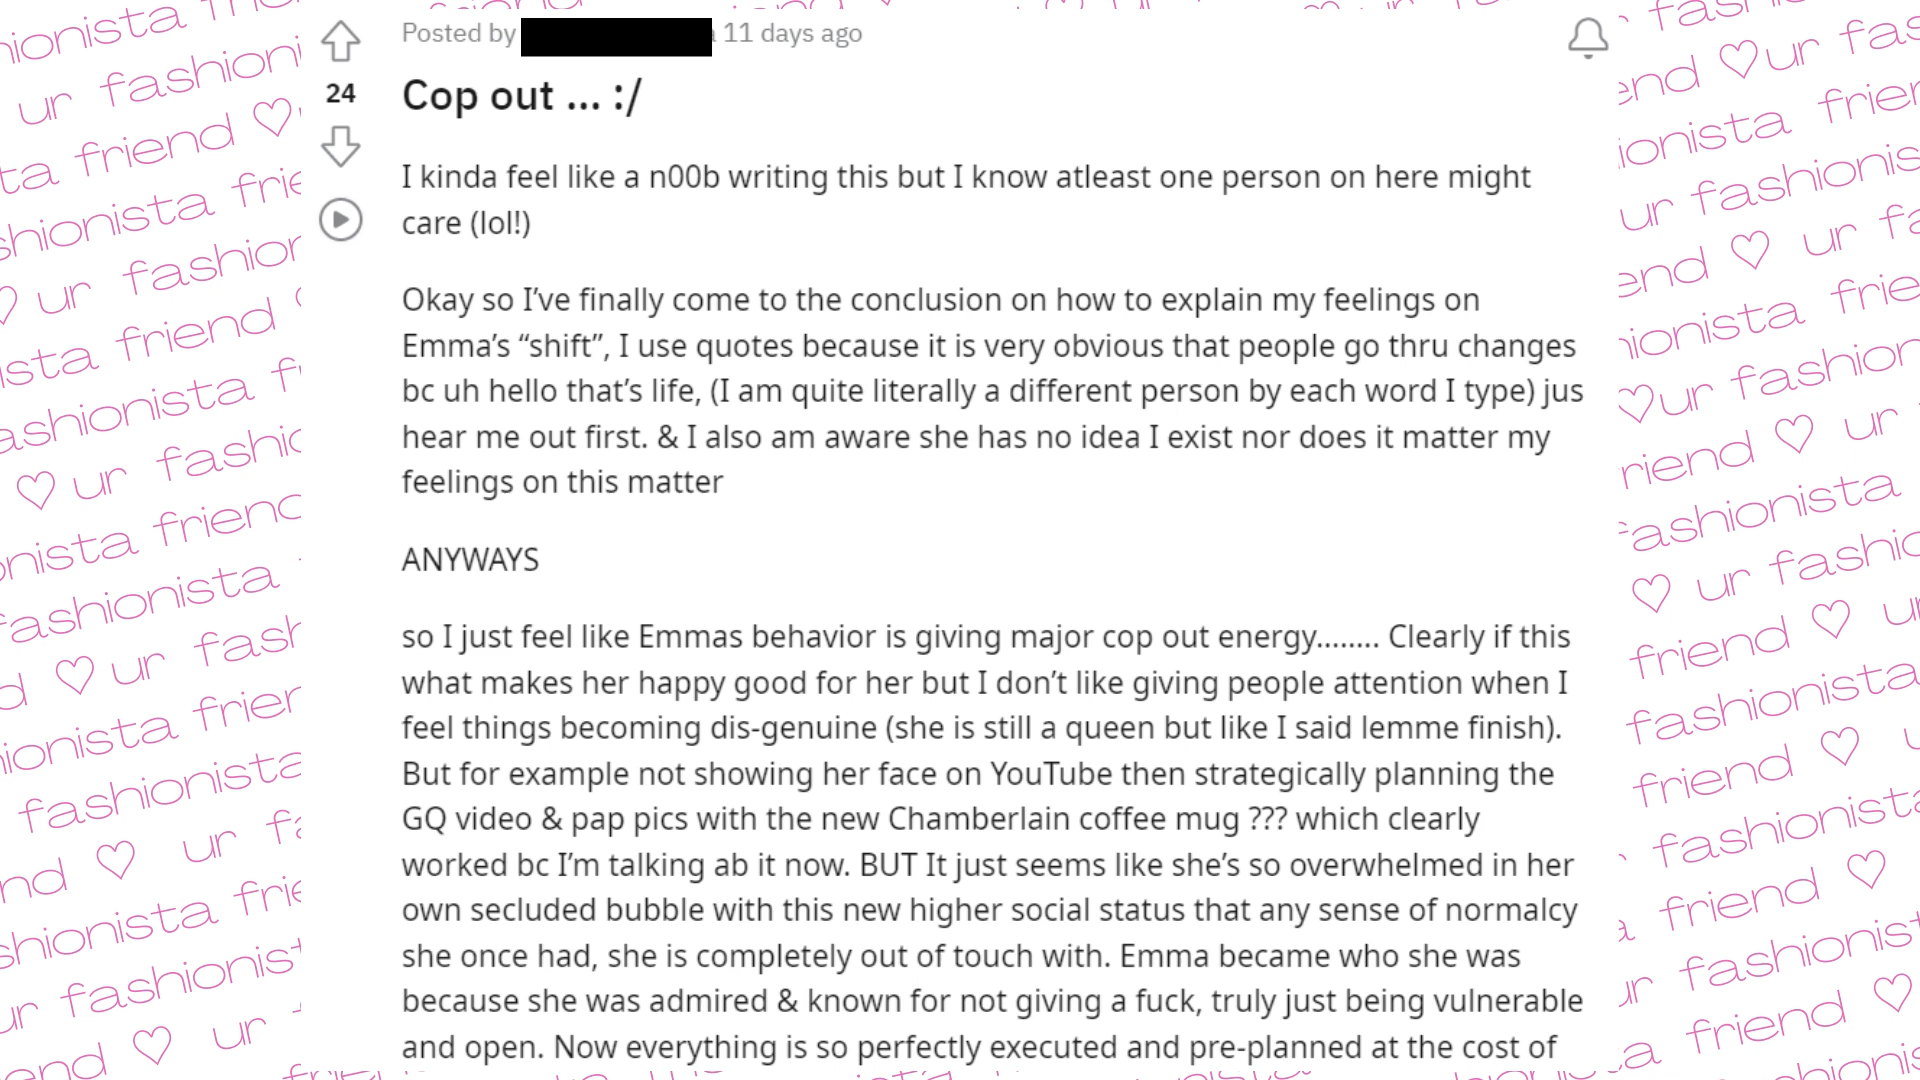 Posted by 11 days ago
24
Cop out ... :/
I kinda feel like a n00b writing this but I know atleast one person on here might
care (lol!)
Okay so I’ve finally come to the conclusion on how to explain my feelings on
Emma’s “shift”, I use quotes because it is very obvious that people go thru changes
bc uh hello that’s life, (I am quite literally a different person by each word I type) jus
hear me out first. & I also am aware she has no idea I exist nor does it matter my
feelings on this matter
ANYWAYS
so I just feel like Emmas behavior is giving major cop out energy........ Clearly if this
what makes her happy good for her but I don’t like giving people attention when I
feel things becoming dis-genuine (she is still a queen but like I said lemme finish).
But for example not showing her face on YouTube then strategically planning the
GQ video & pap pics with the new Chamberlain coffee mug ??? which clearly
worked bc I’m talking ab it now. BUT It just seems like she’s so overwhelmed in her
own secluded bubble with this new higher social status that any sense of normalcy
she once had, she is completely out of touch with. Emma became who she was
because she was admired & known for not giving a fuck, truly just being vulnerable
and open. Now everything is so perfectly executed and pre-planned at the cost of
ur fashionista friend ♡